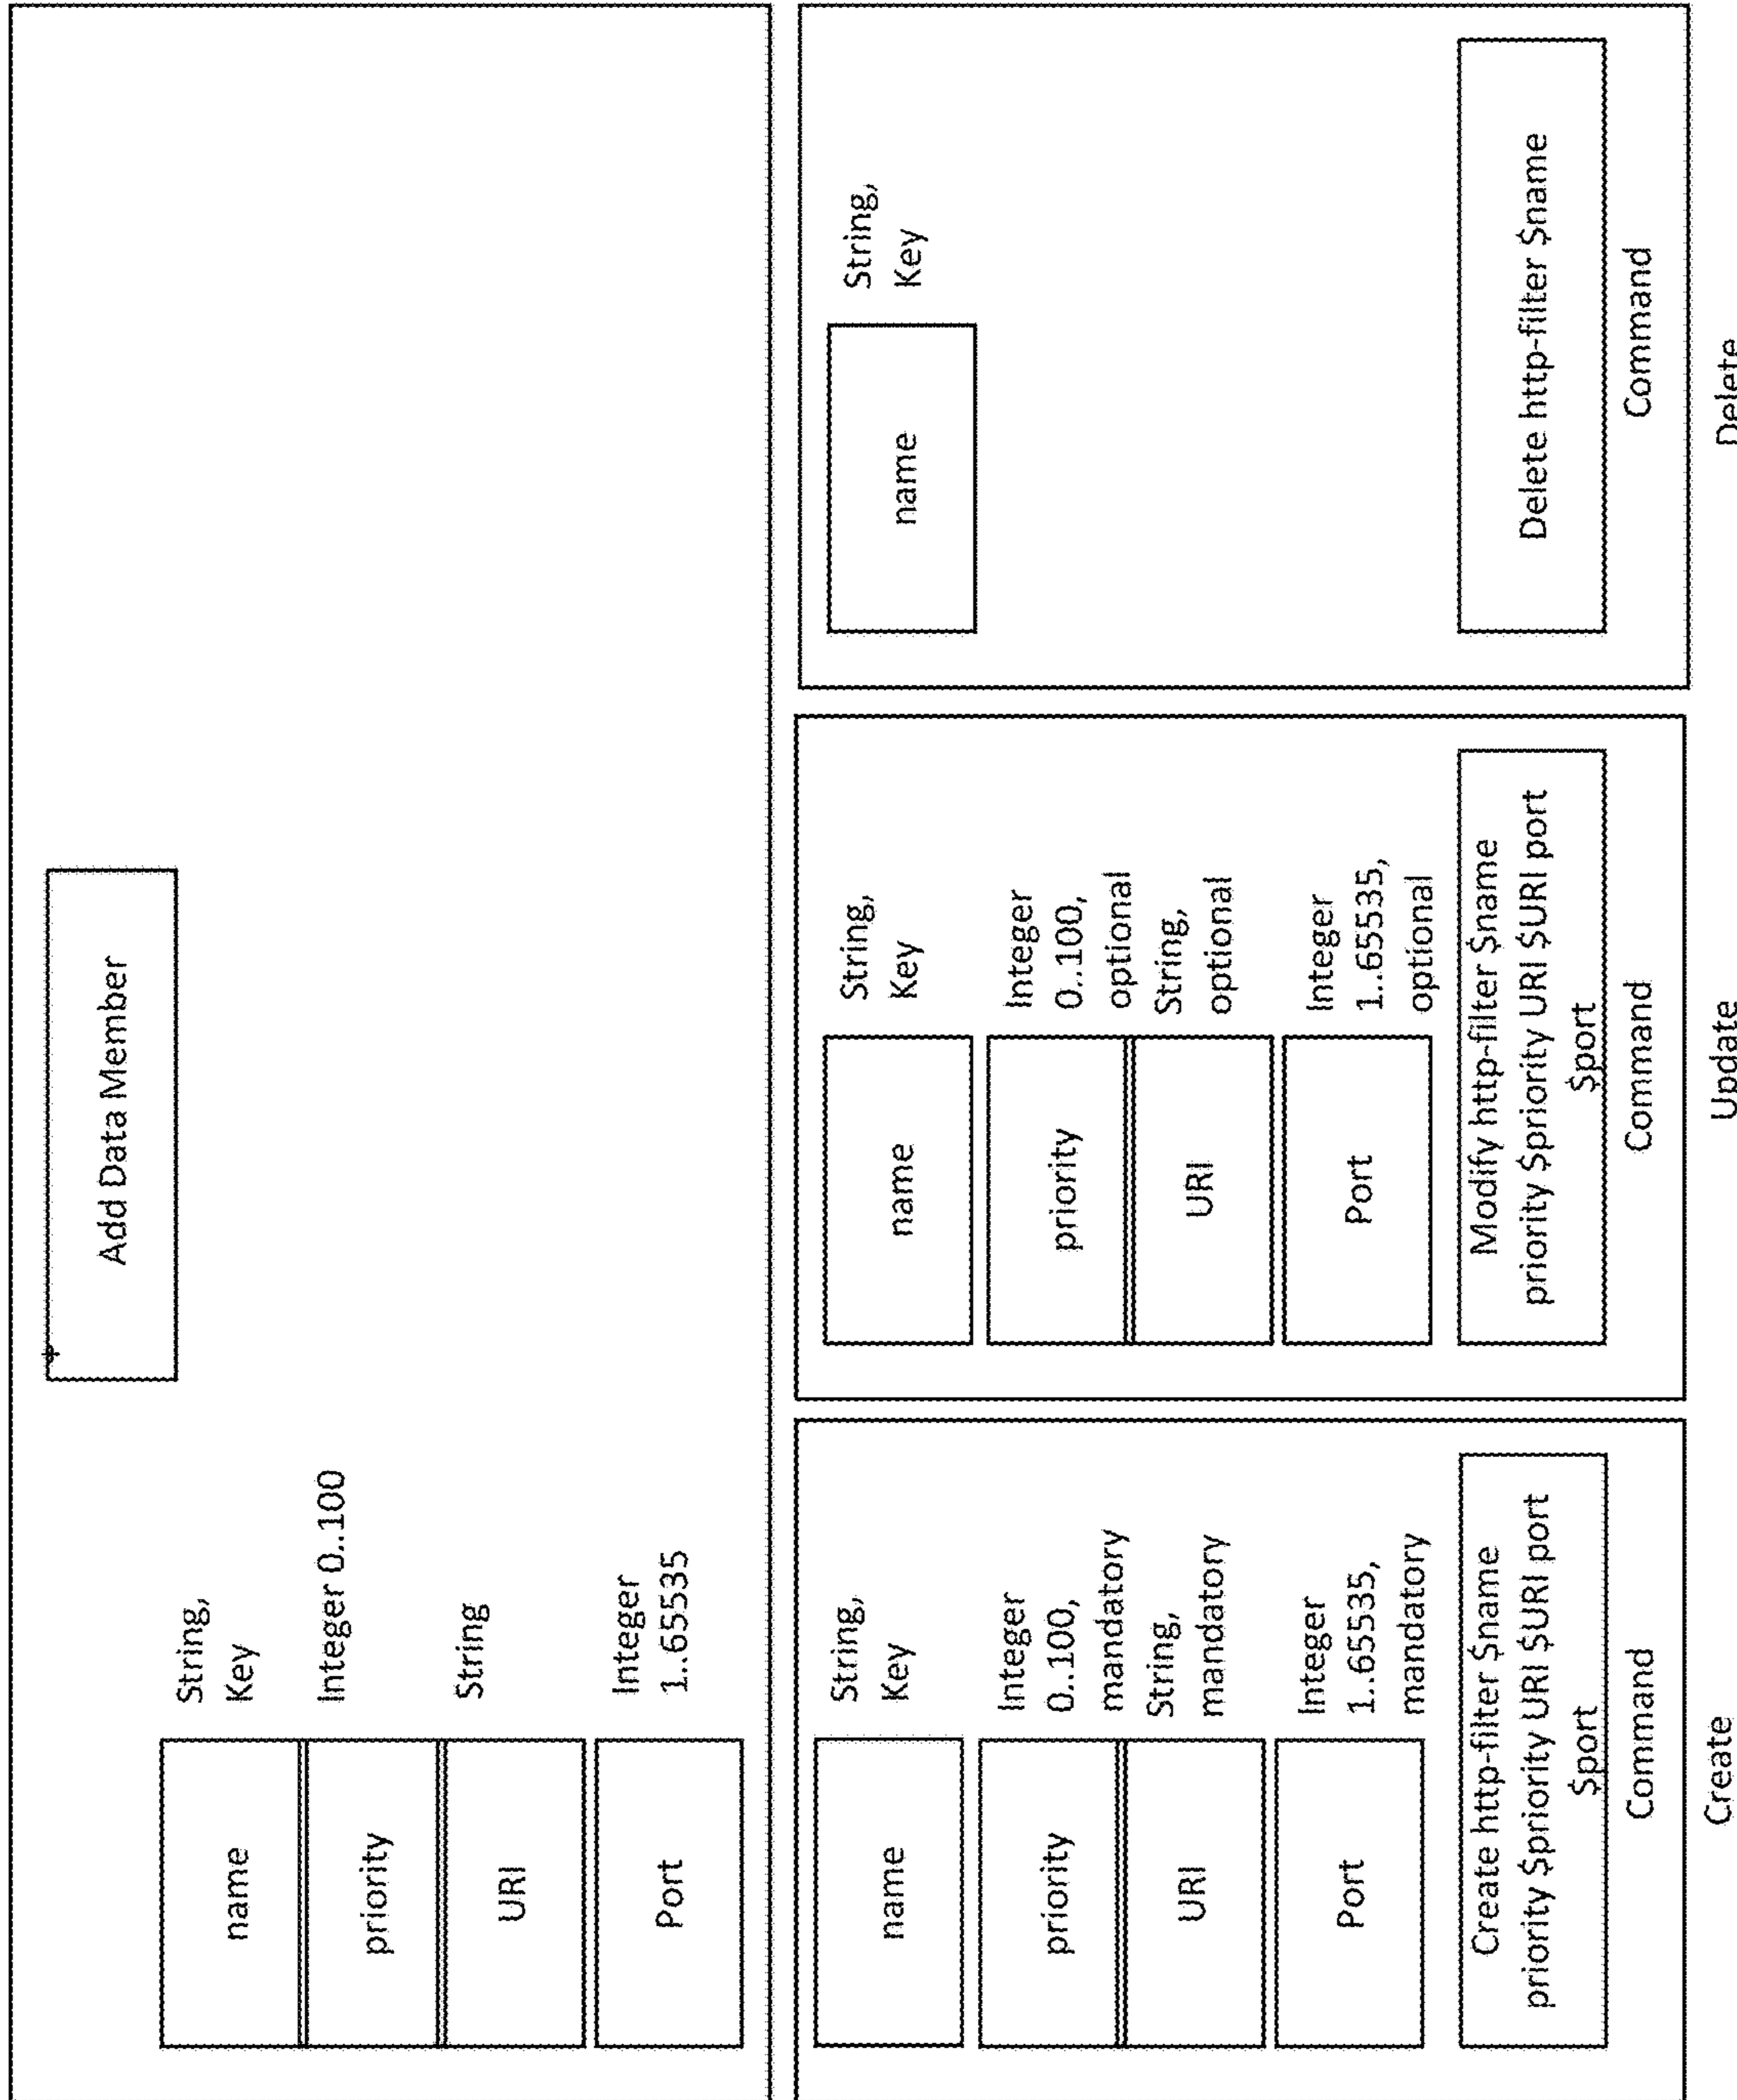 Add Data Member
name
String,
Key
priority
Integer 0..100
URI
String
Port
Integer
1..65535
name
String,
Key
priority
Integer
0..100,
mandatory
URI
String,
mandatory
Port
Integer
1..65535,
mandatory
Create http-filter $name
priority $priority URI $URI port
$port
Command
Create
name
String,
Key
priority
Integer
0..100,
optional
URI
String,
optional
Port
Integer
1..65535,
optional
Modify http-filter $name
priority $priority URI $URI port
$port
Command
Update
name
String,
Key
Delete http-filter $name
Command
Delete